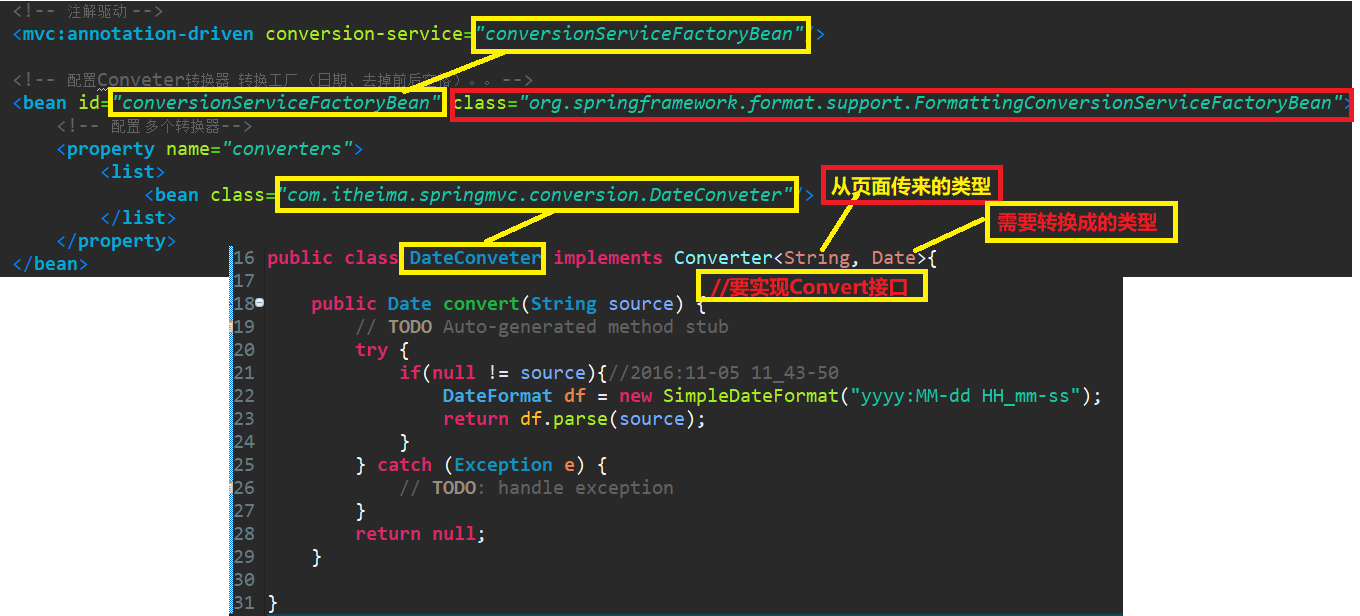 <!-- 注解驱动 -->
<mvc:annotation-driven conversion-service="conversionServiceFactoryBean"/>
<!-- 配置Conveter转换器 转换工厂 (日期、去掉前后空格)。。-->
<bean id="conversionServiceFactoryBean" class="org.springframework.format.support.FormattingConversionServiceFactoryBean">
<!-- 配置 多个转换器-->
<property name="converters">
<list>
<bean class="com.itheima.springmvc.conversion.DateConveter"/>
从页面传来的类型
</list>
需要转换成的类型
</property>
</bean>
16 public class DateConveter implements Converter<String, Date>{
17 //要实现Convert接口
18 public Date convert(String source) {
19 // TODO Auto-generated method stub
20 try {
21 if(null != source){//2016:11-05 11_43-50
22 DateFormat df = new SimpleDateFormat("yyyy:MM-dd HH_mm-ss");
23 return df.parse(source);
24 }
25 } catch (Exception e) {
26 // TODO: handle exception
27 }
28 return null;
29 }
30
31 }